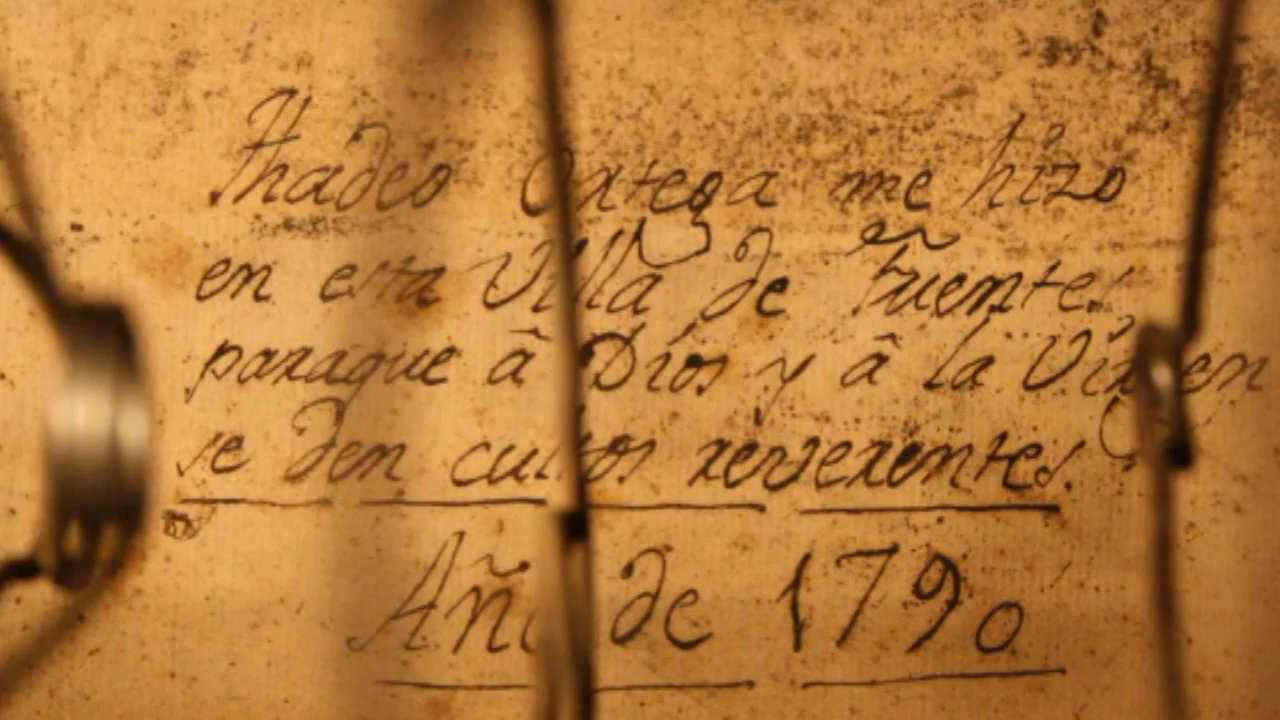 Thadeo Ortega me hizo
en esta Villa de Fuentes
paraque â Dios y â la Virgen
se den cultos reverentes.
Año de 1790